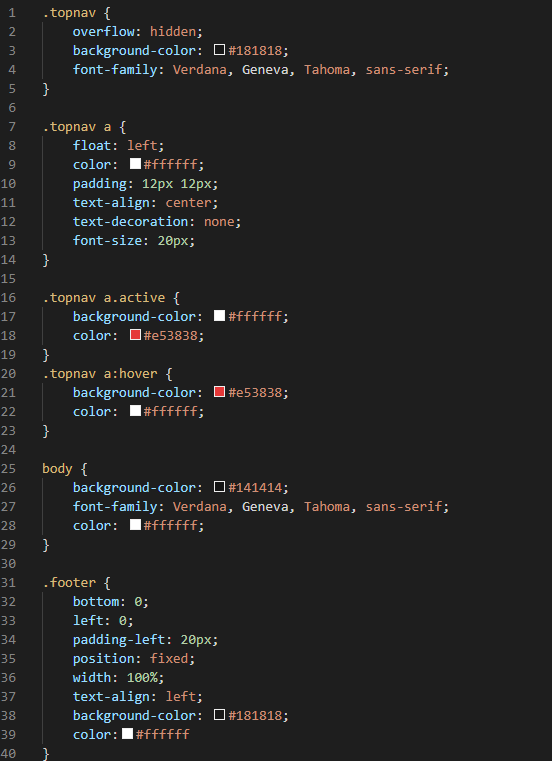 1 .topnav {
2     overflow: hidden;
3     background-color: #181818;
4     font-family: Verdana, Geneva, Tahoma, sans-serif;
5 }
6
7 .topnav a {
8     float: left;
9     color: #ffffff;
10     padding: 12px 12px;
11     text-align: center;
12     text-decoration: none;
13     font-size: 20px;
14 }
15
16 .topnav a.active {
17     background-color: #ffffff;
18     color: #e53838;
19 }
20 .topnav a:hover {
21     background-color: #e53838;
22     color: #ffffff;
23 }
24
25 body {
26     background-color: #141414;
27     font-family: Verdana, Geneva, Tahoma, sans-serif;
28     color: #ffffff;
29 }
30
31 .footer {
32     bottom: 0;
33     left: 0;
34     padding-left: 20px;
35     position: fixed;
36     width: 100%;
37     text-align: left;
38     background-color: #181818;
39     color:#ffffff
40 }